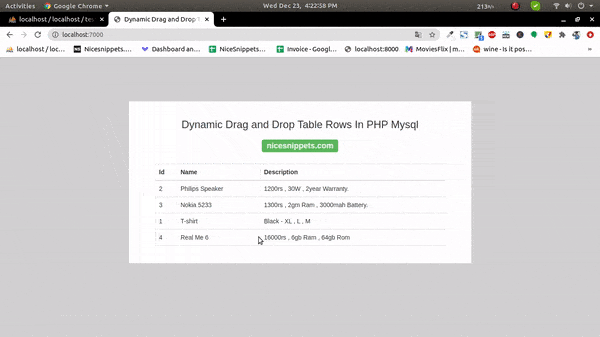 Activities Google Chrome Wed Dec 23, 4:22:58 PM
localhost / localhost / tes Dynamic Drag and Drop T
localhost:7000
localhost / loc... Nicesnippets.... Dashboard an... NiceSnippets... Invoice - Googl... localhost:8000 MoviesFlix | m... wine - Is it pos...
Dynamic Drag and Drop Table Rows In PHP Mysql
nicesnippets.com
Id Name Description
2 Philips Speaker 1200rs , 30W , 2year Warranty.
3 Nokia 5233 1300rs , 2gm Ram , 3000mah Battery.
1 T-shirt Black - XL , L , M
4 Real Me 6 16000rs , 6gb Ram , 64gb Rom